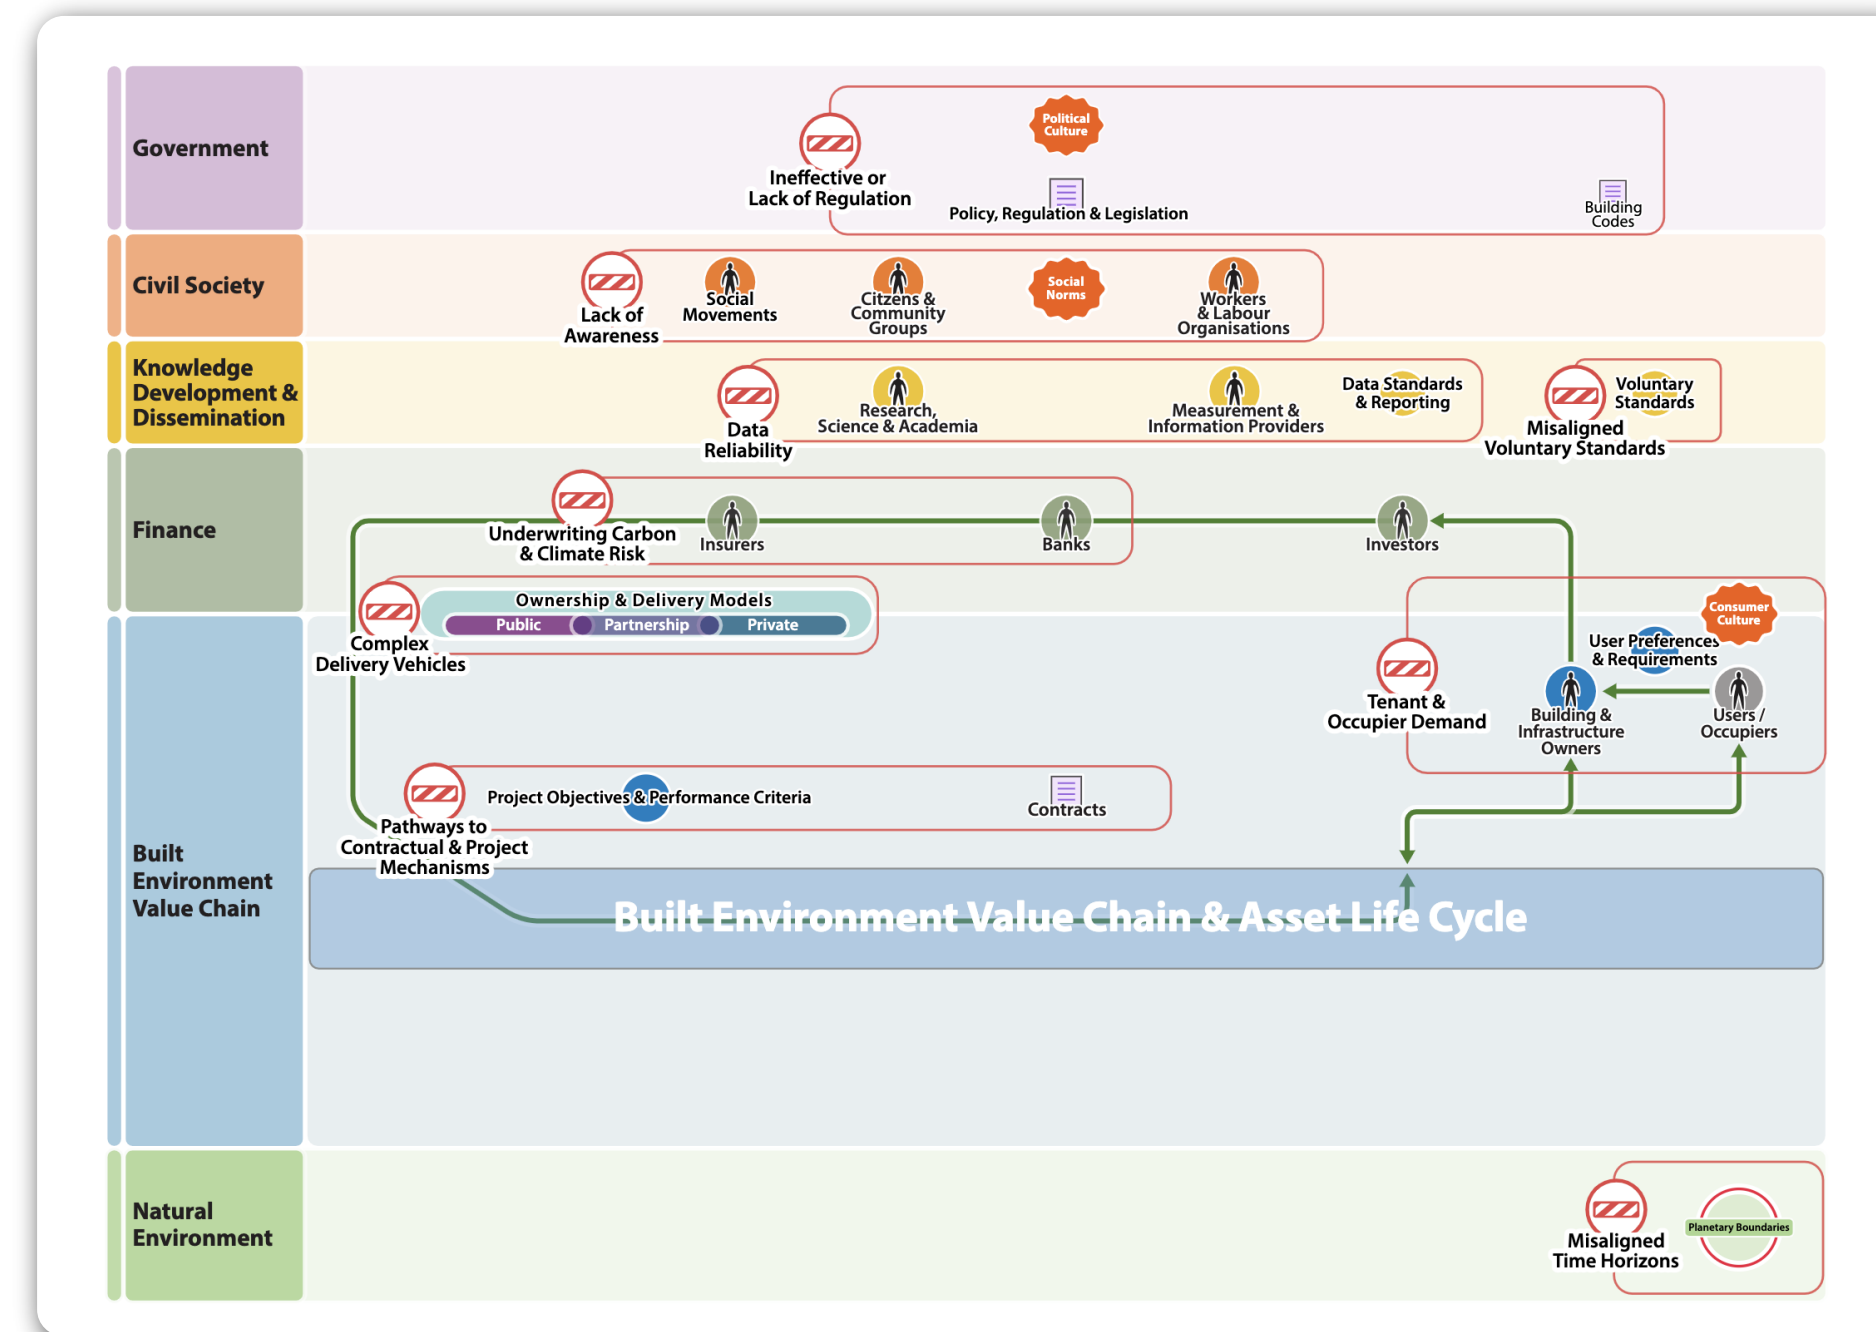 Government
Political
Culture
Ineffective or
Lack of Regulation
Policy, Regulation & Legislation
Building
Codes
Civil Society
Lack of
Awareness
Social
Movements
Citzens &
Community
Groups
Social
Norms
Workers
& Labour
Organisations
Knowledge
Development &
Dissemination
Data
Reliability
Research,
Science & Academia
Measurement &
Information Providers
Data Standards
& Reporting
Misaligned
Voluntary Standards
Voluntary
Standards
Finance
Underwriting Carbon
& Climate Risk
Insurers
Banks
Investors
Complex
Delivery Vehicles
Ownership & Delivery Models
Public
Partnership
Private
Consumer
Culture
User Preferences
& Requirements
Tenant &
Occupier Demand
Building &
Infrastructure
Owners
Users /
Occupiers
Built
Environment
Value Chain
Pathways to
Contractual & Project
Mechanisms
Project Objectives & Performance Criteria
Contracts
Built Environment Value Chain & Asset Life Cycle
Natural
Environment
Misaligned
Time Horizons
Planetary Boundaries